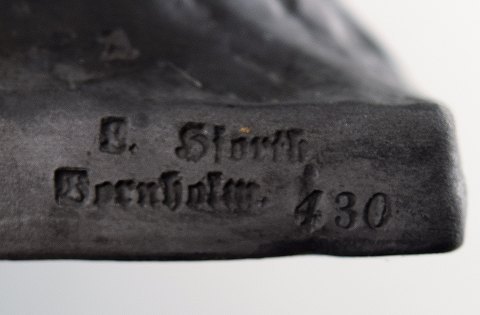 L. Hjorth,
Bornholm. 430